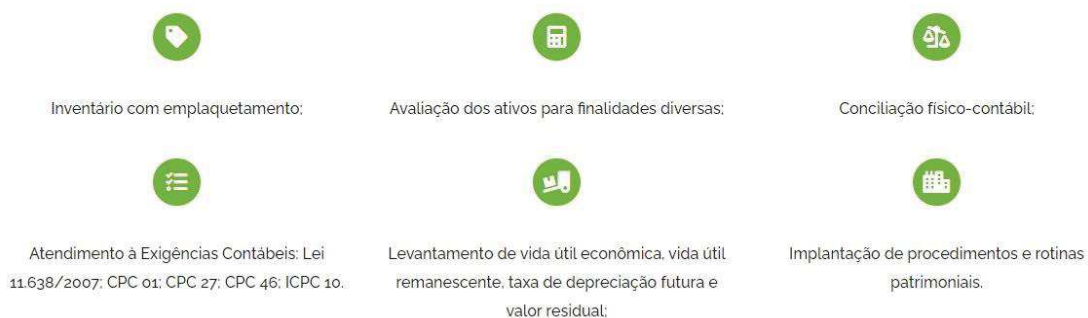 Inventário com emplaquetamento;
Avaliação dos ativos para finalidades diversas;
Conciliação físico-contábil;
Atendimento à Exigências Contábeis: Lei
11.638/2007; CPC 01; CPC 27; CPC 46; ICPC 10.
Levantamento de vida útil econômica, vida útil
remanescente, taxa de depreciação futura e
valor residual;
Implantação de procedimentos e rotinas
patrimoniais.